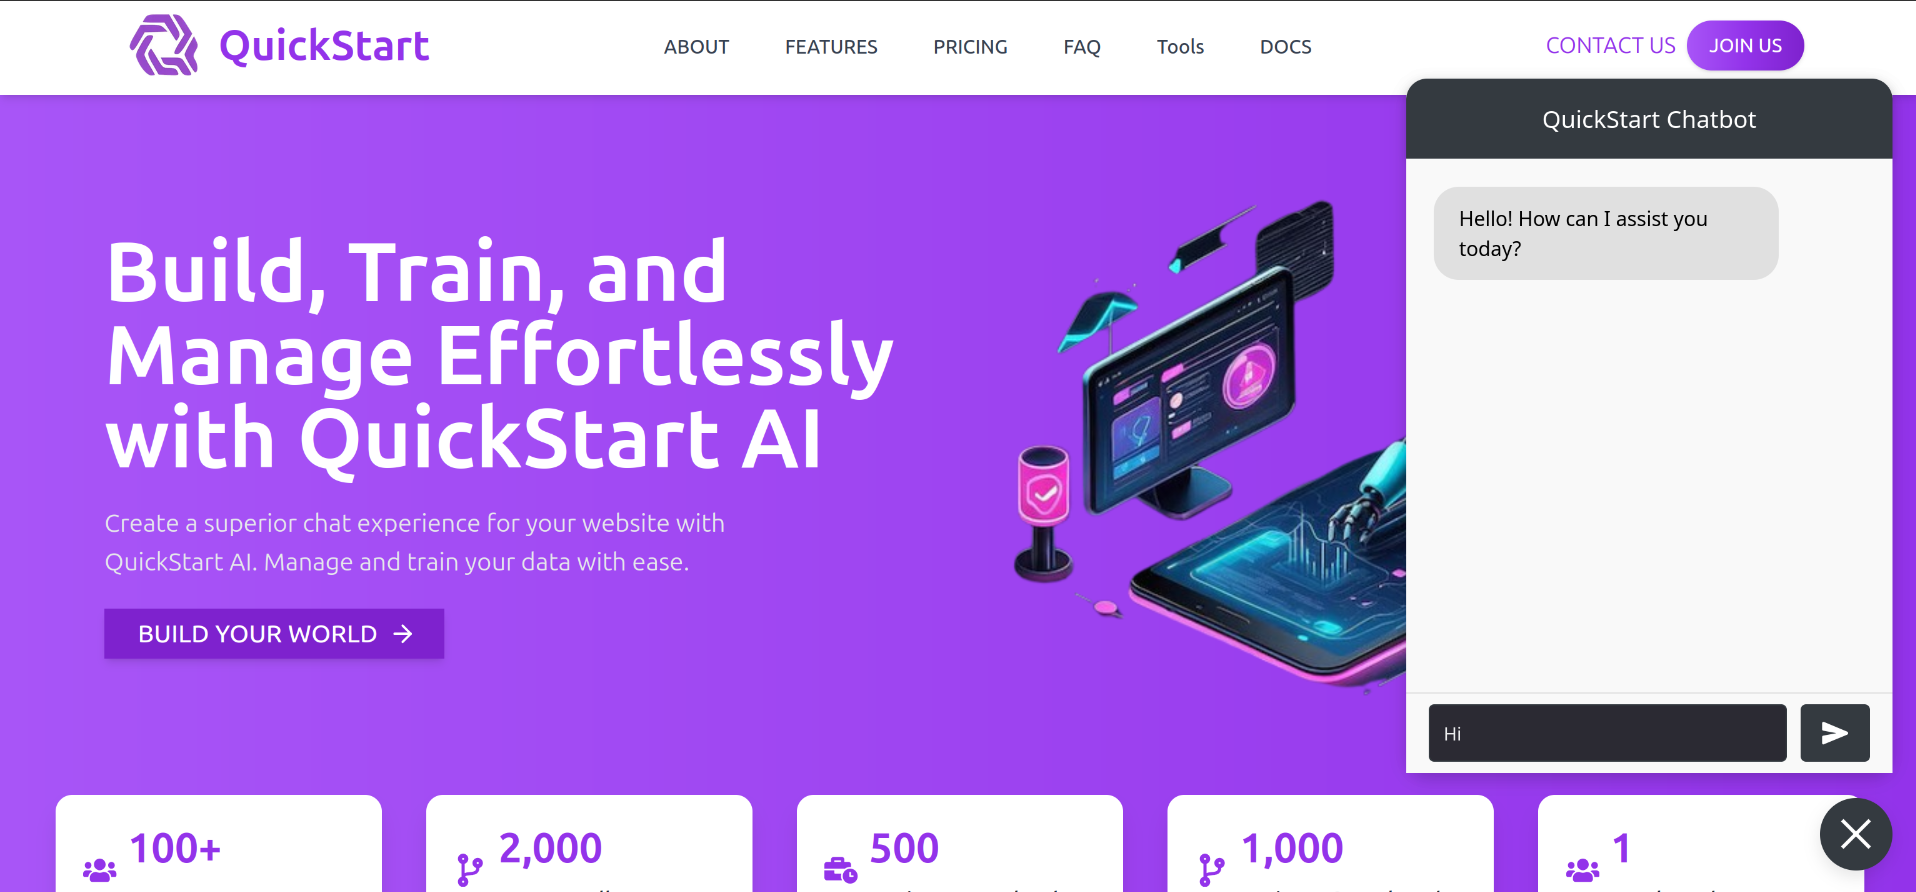 QuickStart
ABOUT
FEATURES
PRICING
FAQ
Tools
DOCS
CONTACT US
JOIN US
Build, Train, and
Manage Effortlessly
with QuickStart AI
Create a superior chat experience for your website with
QuickStart AI. Manage and train your data with ease.
BUILD YOUR WORLD
QuickStart Chatbot
Hello! How can I assist you
today?
Hi
100+
2,000
500
1,000
1